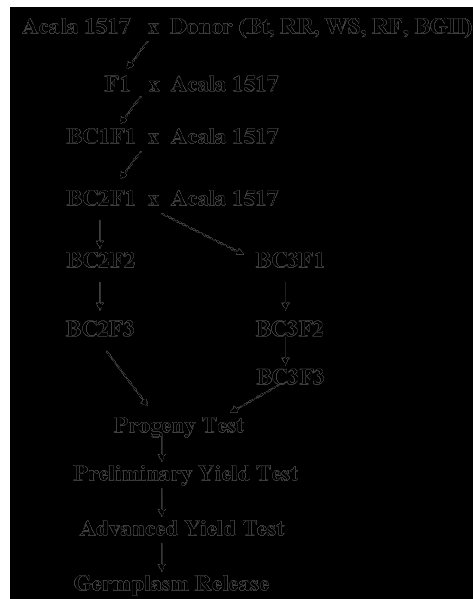 Acala 1517 x Donor (Bt, RR, WS, RF, BGII)
F1 x Acala 1517
BC1F1 x Acala 1517
BC2F1 x Acala 1517
BC2F2 BC3F1
BC2F3 BC3F2
BC3F3
Progeny Test
Preliminary Yield Test
Advanced Yield Test
Germplasm Release